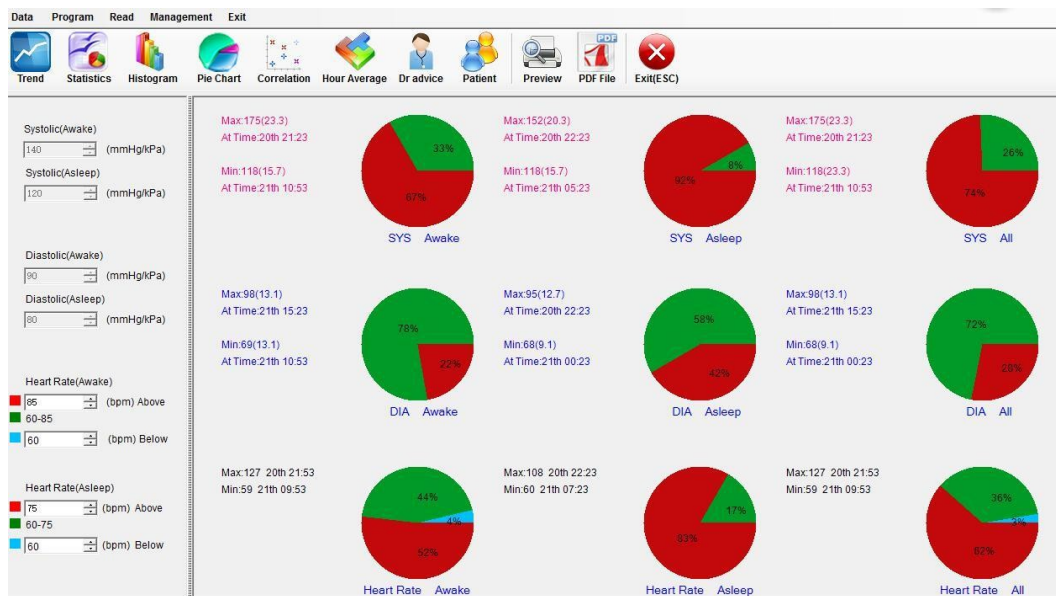 Data Program Read Management Exit
Trend Statistics Histogram Pie Chart Correlation Hour Average Dr advice Patient Preview PDF File Exit(ESC)
PDF
Systolic(Awake)
140 (mmHg/kPa)
Systolic(Asleep)
120 (mmHg/kPa)
Diastolic(Awake)
90 (mmHg/kPa)
Diastolic(Asleep)
80 (mmHg/kPa)
Heart Rate(Awake)
85 (bpm) Above
60-85
60 (bpm) Below
Heart Rate(Asleep)
75 (bpm) Above
60-75
60 (bpm) Below
Max:175(23.3)
At Time:20th 21:23
Min:118(15.7)
At Time:21th 10:53
33%
67%
SYS Awake
Max:152(20.3)
At Time:20th 22:23
Min:118(15.7)
At Time:21th 05:23
8%
92%
SYS Asleep
Max:175(23.3)
At Time:20th 21:23
Min:118(23.3)
At Time:21th 10:53
26%
74%
SYS All
Max:98(13.1)
At Time:21th 15:23
Min:69(13.1)
At Time:21th 10:53
78%
22%
DIA Awake
Max:95(12.7)
At Time:20th 22:23
Min:68(9.1)
At Time:21th 00:23
58%
42%
DIA Asleep
Max:98(13.1)
At Time:21th 15:23
Min:68(9.1)
At Time:21th 00:23
72%
28%
DIA All
Max:127 20th 21:53
Min:59 21th 09:53
44%
4%
52%
Heart Rate Awake
Max:108 20th 22:23
Min:60 21th 07:23
17%
83%
Heart Rate Asleep
Max:127 20th 21:53
Min:59 21th 09:53
36%
3%
62%
Heart Rate All